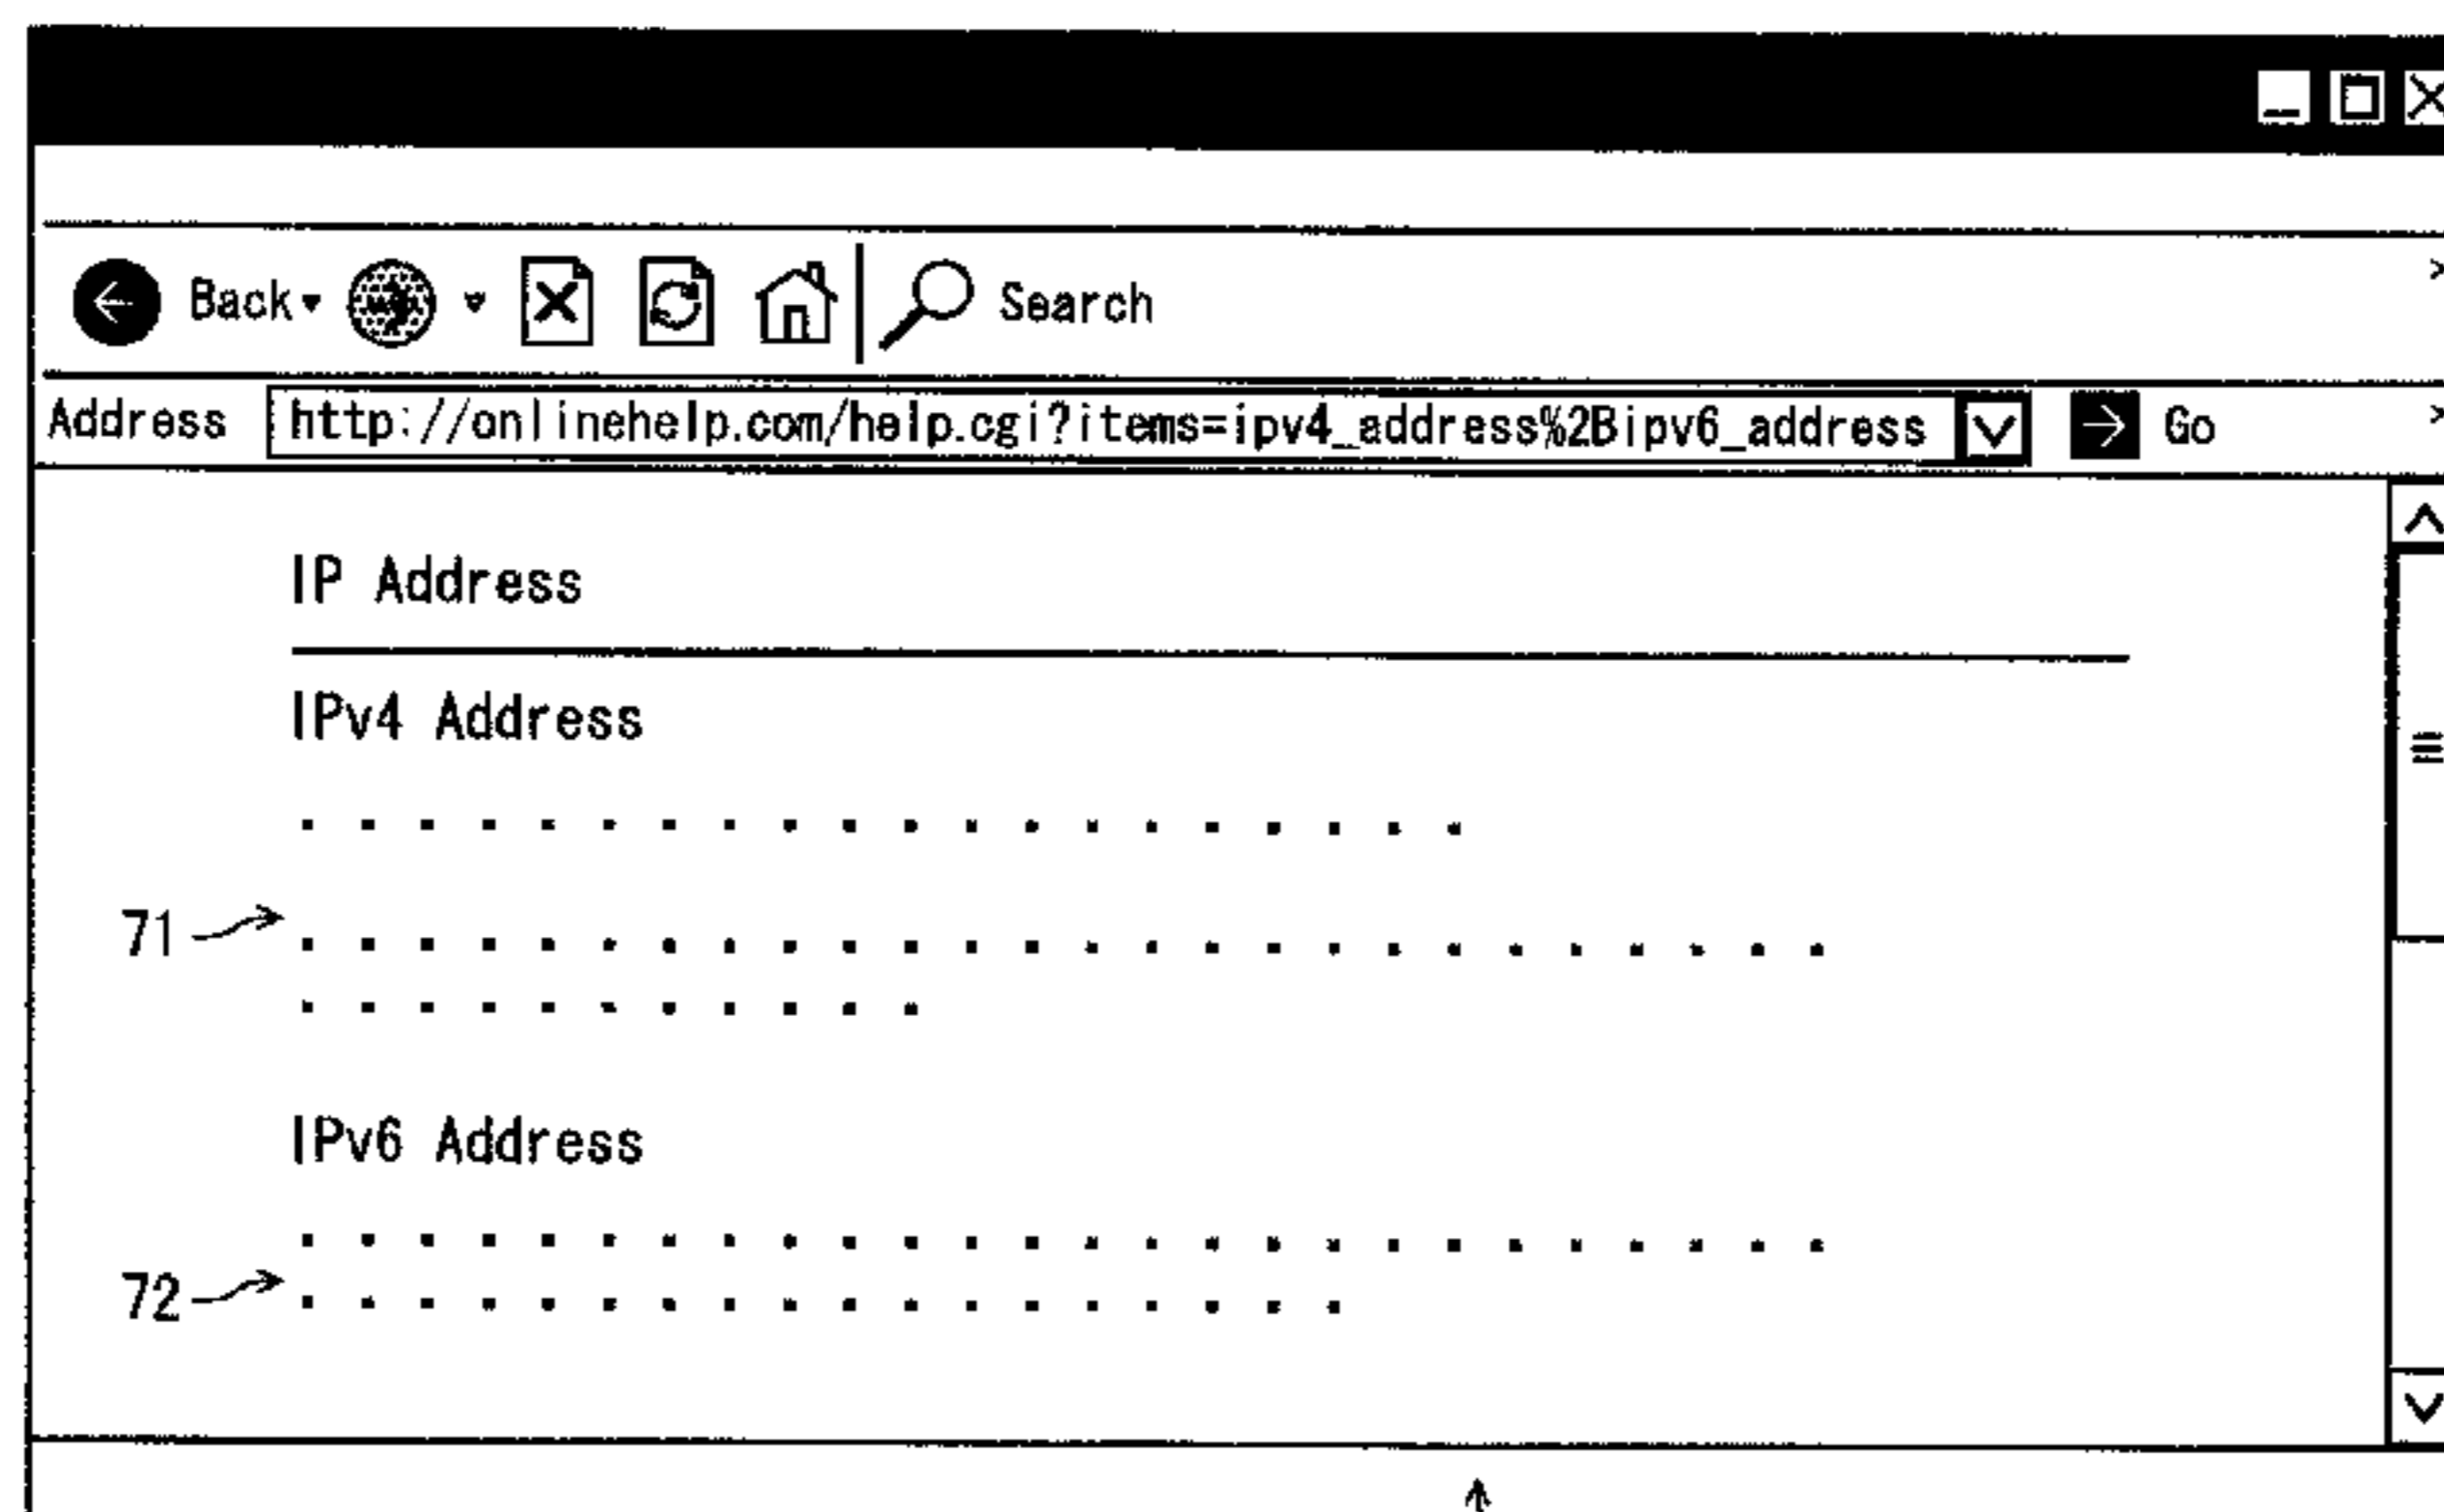 Back Search
Address http://onlinehelp.com/help.cgi?items=ipv4_address%2Bipv6_address Go
IP Address
IPv4 Address
. . . . . . . . . . . . . . . . . . . .
71
. . . . . . . . . . . . . . . . . . . . . . . . . .
. . . . . . . . . . .
IPv6 Address
. . . . . . . . . . . . . . . . . . . . . . . . . .
72
. . . . . . . . . . . . . . . . . .